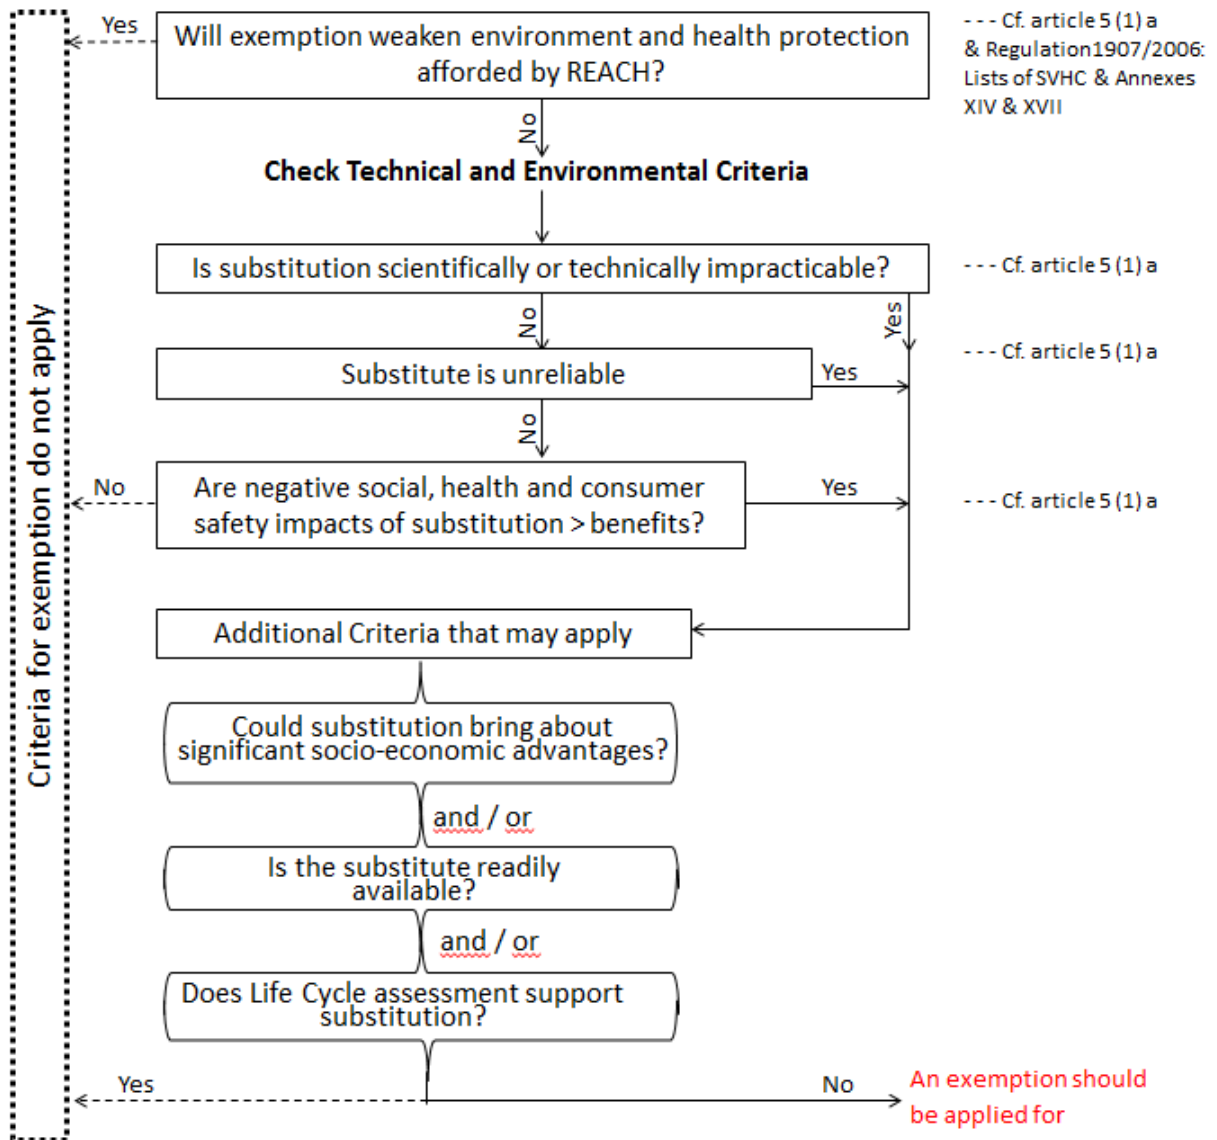 Yes
Will exemption weaken environment and health protection
afforded by REACH?
- - - Cf. article 5 (1) a
& Regulation1907/2006:
Lists of SVHC & Annexes
XIV & XVII
No
Check Technical and Environmental Criteria
Is substitution scientifically or technically impracticable?
- - - Cf. article 5 (1) a
No
Yes
Substitute is unreliable
Yes
- - - Cf. article 5 (1) a
No
No
Are negative social, health and consumer
safety impacts of substitution > benefits?
Yes
- - - Cf. article 5 (1) a
Criteria for exemption do not apply
Additional Criteria that may apply
Could substitution bring about
significant socio-economic advantages?
and / or
Is the substitute readily
available?
and / or
Does Life Cycle assessment support
substitution?
Yes
No
An exemption should
be applied for